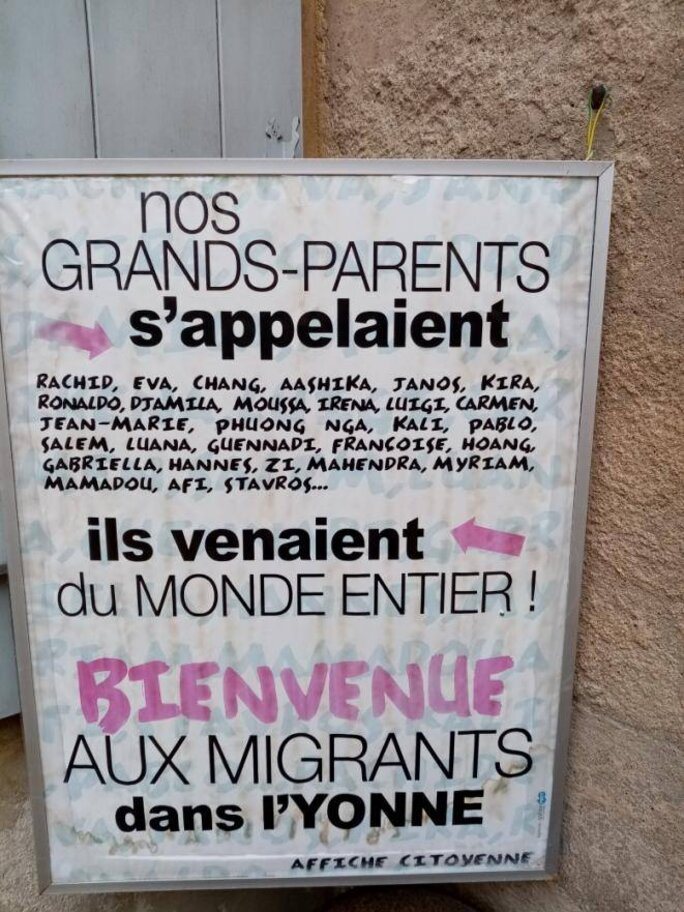 nos
GRANDS-PARENTS
s'appelaient
RACHID, EVA, CHANG, AASHIKA, JANOS, KIRA,
RONALDO, DJAMILA, MOUSSA, IRENA, LUIGI, CARMEN,
JEAN-MARIE, PHUONG NGA, KALI, PABLO,
SALEM, LUANA, GUENNADI, FRANCOISE, HOANG,
GABRIELLA, HANNES, ZI, MAHENDRA, MYRIAM,
MAMADOU, AFI, STAVROS...
ils venaient
du MONDE ENTIER !
BIENVENUE
AUX MIGRANTS
dans l'YONNE
AFFICHE CITOYENNE